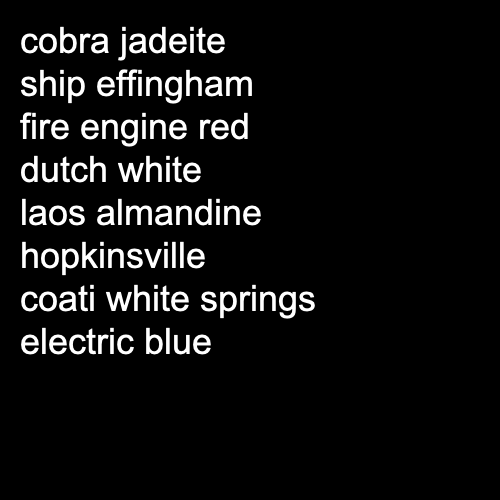 cobra jadeite
ship effingham
fire engine red
dutch white
laos almandine
hopkinsville
coati white springs
electric blue